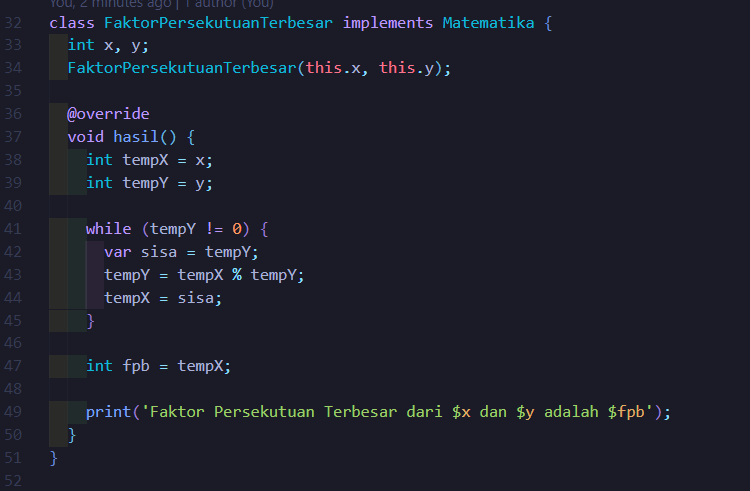 You, 2 minutes ago | 1 author (You)
32 class FaktorPersekutuanTerbesar implements Matematika {
33   int x, y;
34   FaktorPersekutuanTerbesar(this.x, this.y);
35
36   @override
37   void hasil() {
38     int tempX = x;
39     int tempY = y;
40
41     while (tempY != 0) {
42       var sisa = tempY;
43       tempY = tempX % tempY;
44       tempX = sisa;
45     }
46
47     int fpb = tempX;
48
49     print('Faktor Persekutuan Terbesar dari $x dan $y adalah $fpb');
50   }
51 }
52